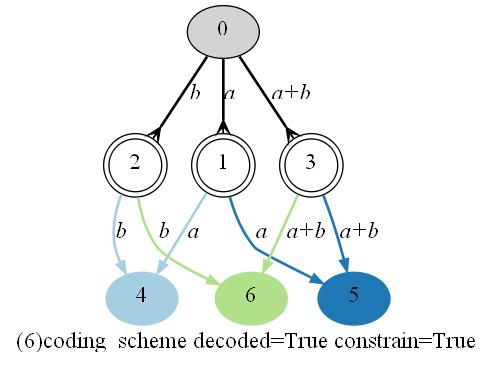 0
b a a+b
2 1 3
b b a a a+b a+b
4 6 5
(6)coding scheme decoded=True constrain=True